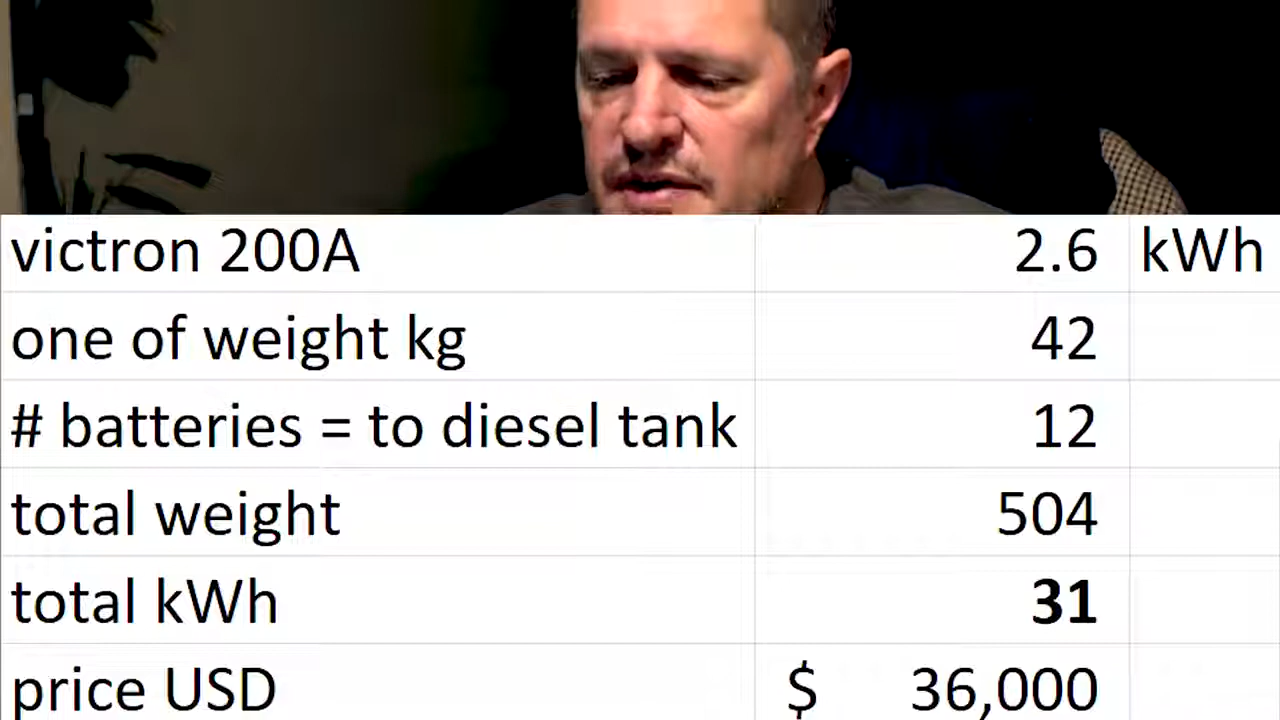 victron 200A 2.6 kWh
one of weight kg 42
# batteries = to diesel tank 12
total weight 504
total kWh 31
price USD $ 36,000